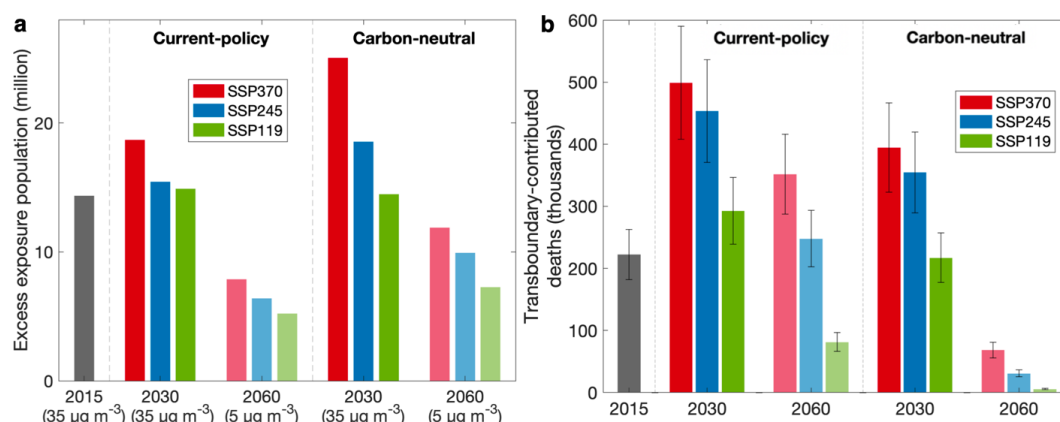 a
Current-policy Carbon-neutral
SSP370
SSP245
SSP119
Excess exposure population (million)
20
10
0
2015 2030 2060 2030 2060
(35 μg m⁻³) (35 μg m⁻³) (5 μg m⁻³) (35 μg m⁻³) (5 μg m⁻³)
b
Current-policy Carbon-neutral
SSP370
SSP245
SSP119
Transboundary-contributed
deaths (thousands)
600
500
400
300
200
100
0
2015 2030 2060 2030 2060